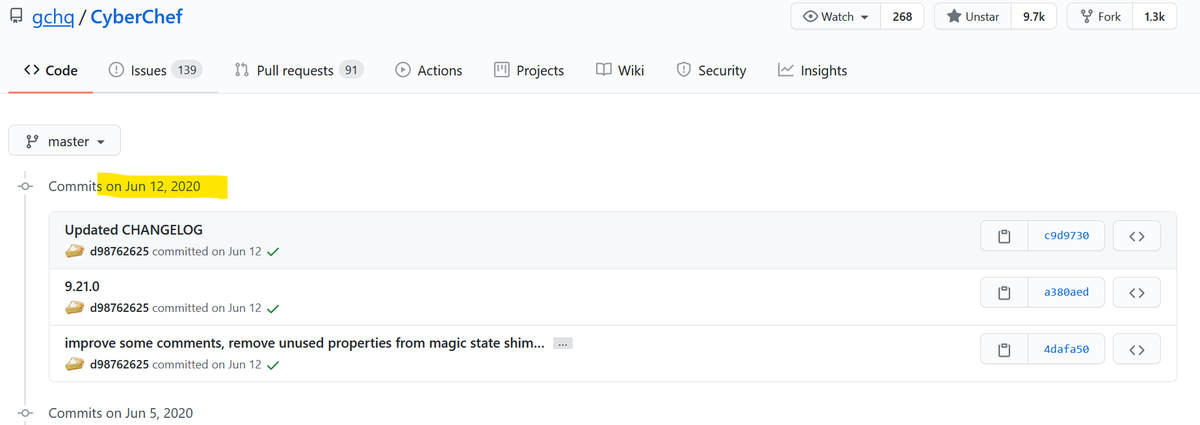 gchq / CyberChef
Watch 268 Unstar 9.7k Fork 1.3k
Code Issues 139 Pull requests 91 Actions Projects Wiki Security Insights
master
Commits on Jun 12, 2020
Updated CHANGELOG
d98762625 committed on Jun 12
c9d9730
9.21.0
d98762625 committed on Jun 12
a380aed
improve some comments, remove unused properties from magic state shim... ...
d98762625 committed on Jun 12
4dafa50
Commits on Jun 5, 2020